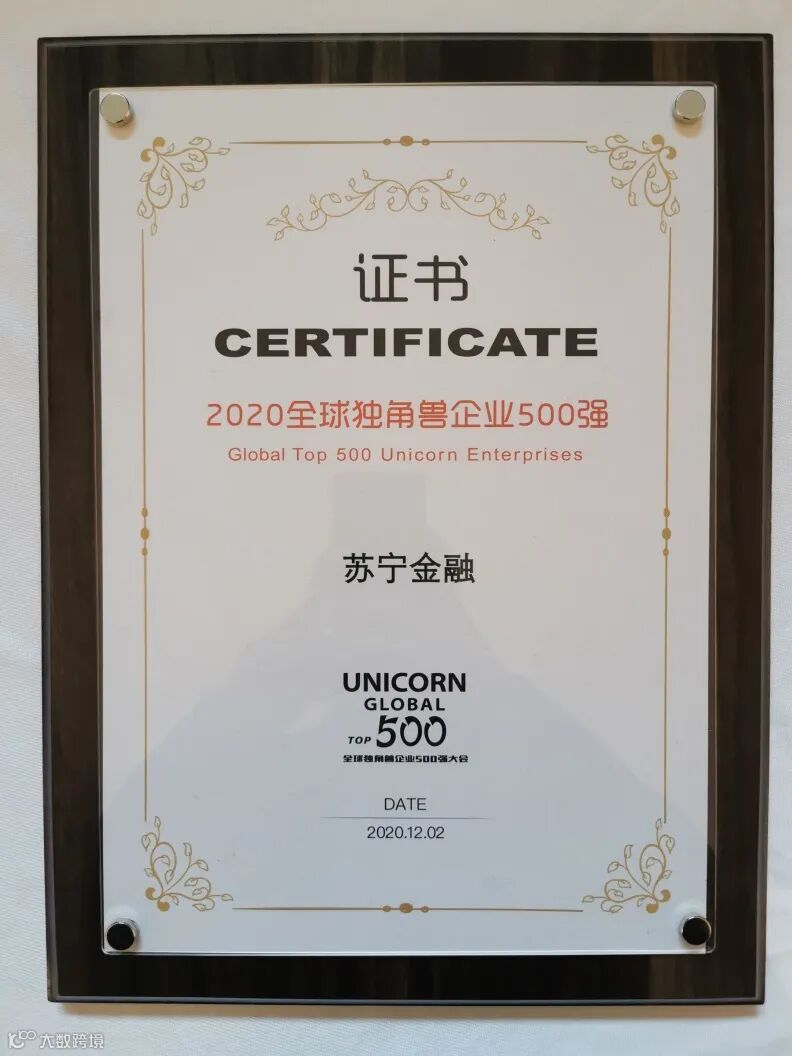 证书
CERTIFICATE
2020全球独角兽企业500强
Global Top 500 Unicorn Enterprises
苏宁金融
UNICORN
GLOBAL
TOP 500
全球独角兽企业500强大会
DATE
2020.12.02
大数跨境